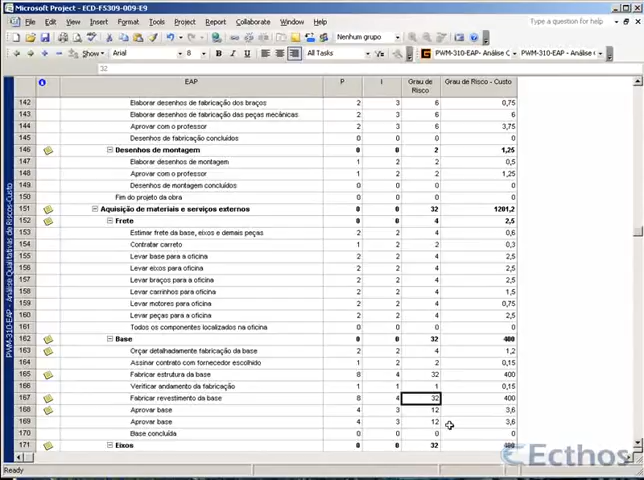 Microsoft Project - ECD-F5309-009-E9
File Edit View Insert Format Tools Project Report Collaborate Window Help
Type a question for help
Nenhum grupo
Show Arial 8 B I U All Tasks PWM-310-EAP- Análise Q PWM-310-EAP- Análise
32
EAP P I Grau de Risco Grau de Risco - Custo
142 Elaborar desenhos de fabricação dos braços 2 3 6 0,75
143 Elaborar desenhos de fabricação das peças mecânicas 2 3 6 6
144 Aprovar com o professor 2 3 6 3,75
145 Desenhos de fabricação concluídos 0 0 0 0
146 Desenhos de montagem 0 0 2 1,25
147 Elaborar desenhos de montagem 1 2 2 0,5
148 Aprovar com o professor 1 2 2 1,25
149 Desenhos de montagem concluídos 0 0 0 0
150 Fim do projeto da obra 0 0 0 0
151 Aquisição de materiais e serviços externos 0 0 32 1201,2
152 Frete 0 0 4 2,5
153 Estimar frete da base, eixos e demais peças 2 2 4 0,6
154 Contratar carreto 1 2 2 0,3
155 Levar base para a oficina 2 2 4 2,5
156 Levar eixos para oficina 2 2 4 2,5
157 Levar braços para a oficina 2 2 4 2,5
158 Levar carrinhos para oficina 2 2 4 1,5
159 Levar motores para oficina 2 2 4 0,75
160 Levar peças para a oficina 2 2 4 2,5
161 Todos os componentes localizados na oficina 0 0 0 0
162 Base 0 0 32 400
163 Orçar detalhadamente fabricação da base 2 2 4 1,2
164 Assinar contrato com fornecedor escolhido 1 2 2 0,15
165 Fabricar estrutura da base 8 4 32 400
166 Verificar andamento da fabricação 1 1 1 0,15
167 Fabricar revestimento da base 8 4 32 400
168 Aprovar base 4 3 12 3,6
169 Aprovar base 4 3 12 3,6
170 Base concluída 0 0 0 0
171 Eixos 0 0 32 400
PWM-310-EAP - Análise Qualitativas de Riscos-Custo
Ecthos
Ready